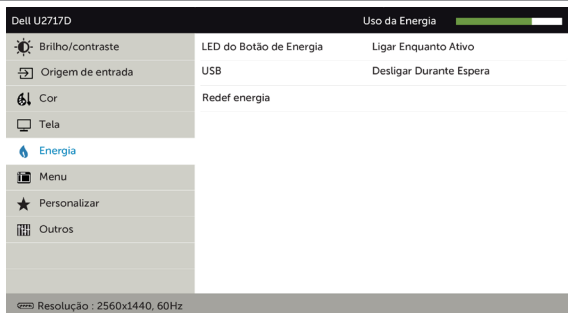 Dell U2717D Uso da Energia
Brilho/contraste LED do Botão de Energia Ligar Enquanto Ativo
Origem de entrada USB Desligar Durante Espera
Cor Redef energia
Tela
Energia
Menu
Personalizar
Outros
Resolução : 2560x1440, 60Hz